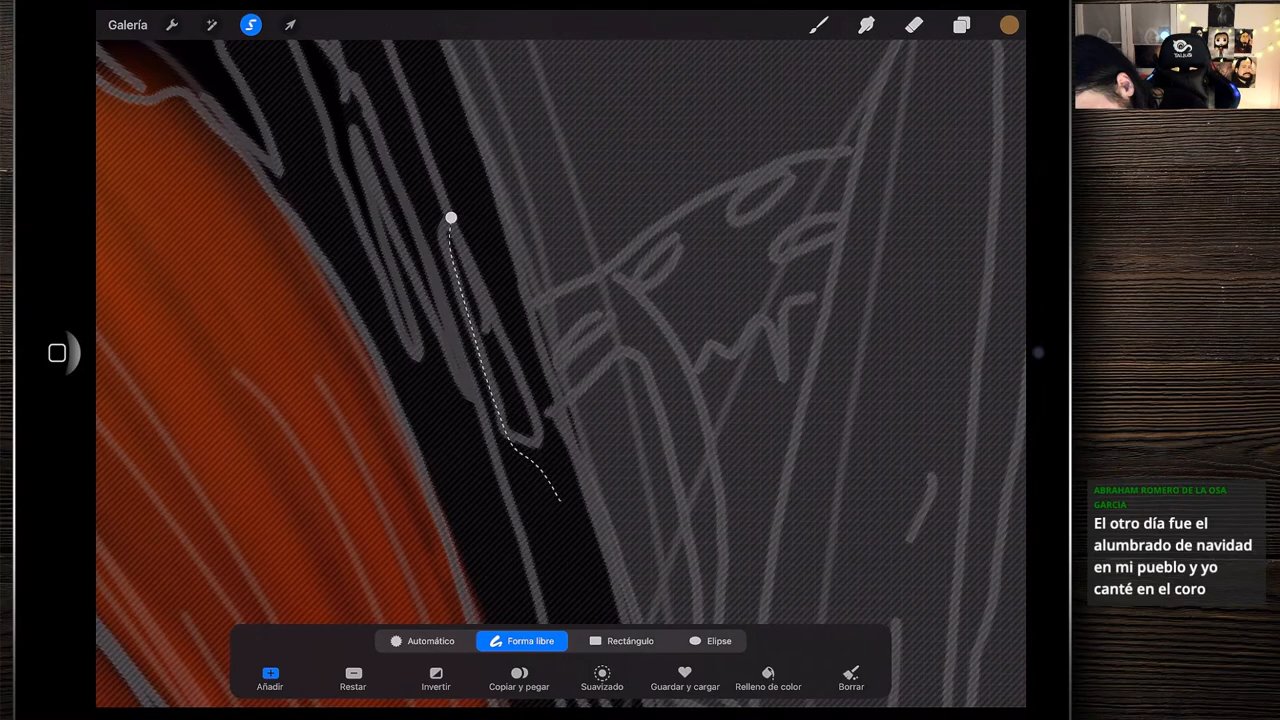 Galería
TAUUS
ABRAHAM ROMERO DE LA OSA
GARCIA
El otro día fue el
alumbrado de navidad
en mi pueblo y yo
canté en el coro
Automático
Forma libre
Rectángulo
Elipse
Añadir
Restar
Invertir
Copiar y pegar
Suavizado
Guardar y cargar
Relleno de color
Borrar